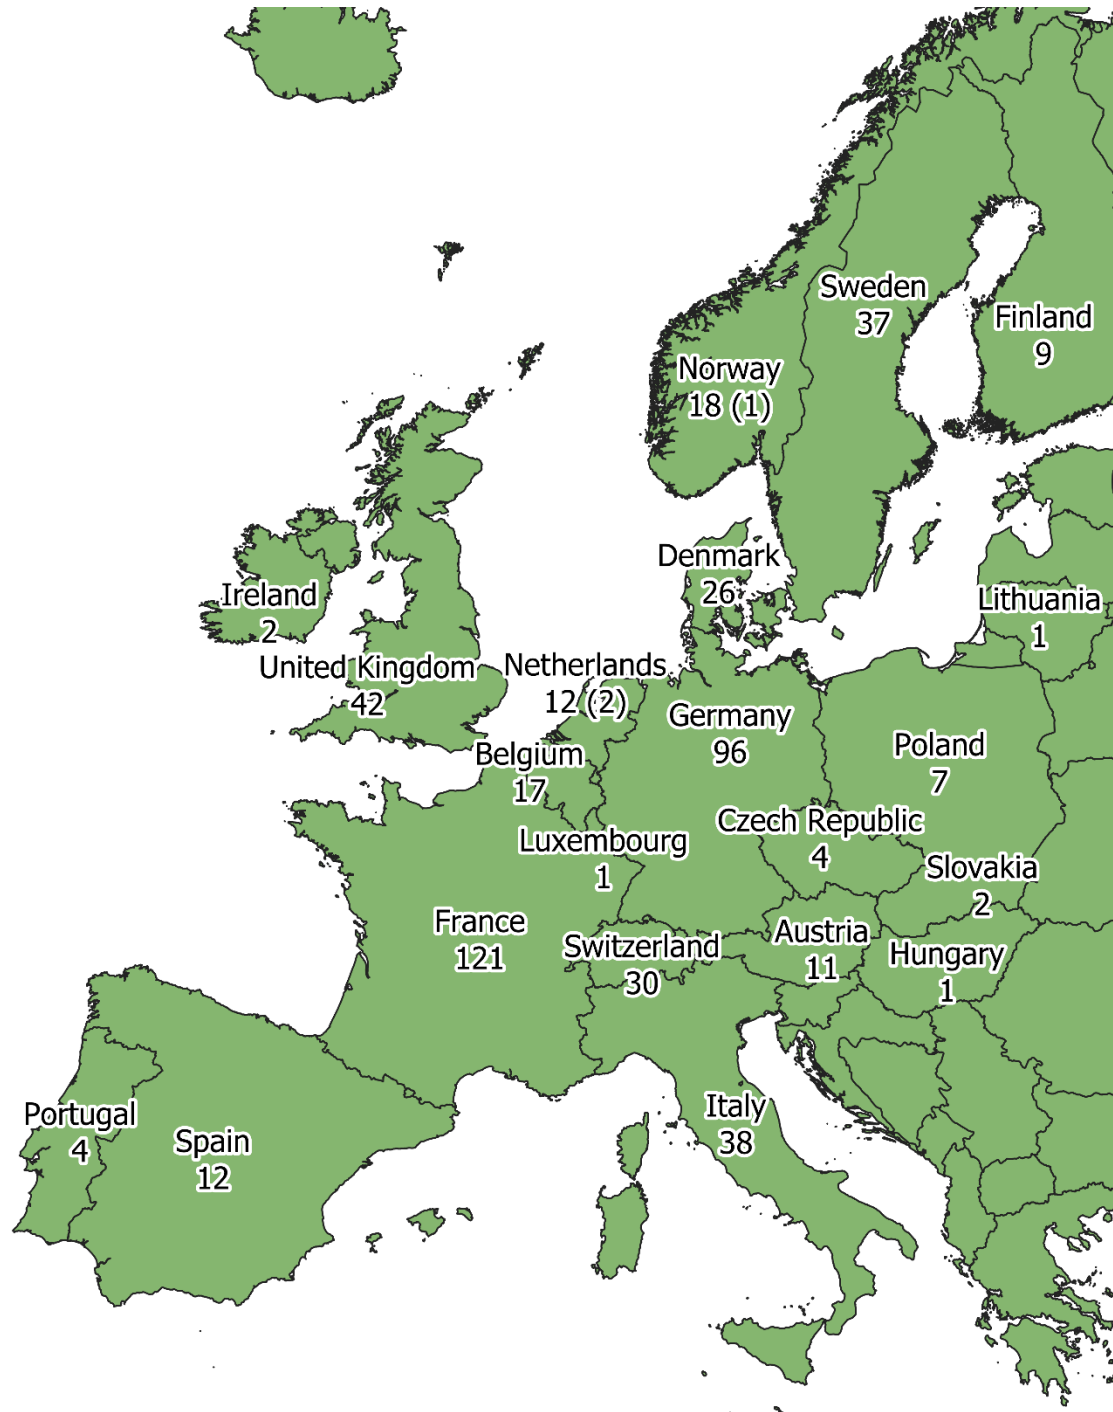 Sweden
37
Finland
9
Norway
18 (1)
Denmark
26
Ireland
2
Lithuania
1
United Kingdom
42
Netherlands
12 (2)
Germany
96
Belgium
17
Poland
7
Czech Republic
4
Luxembourg
1
Slovakia
2
France
121
Switzerland
30
Austria
11
Hungary
1
Portugal
4
Spain
12
Italy
38